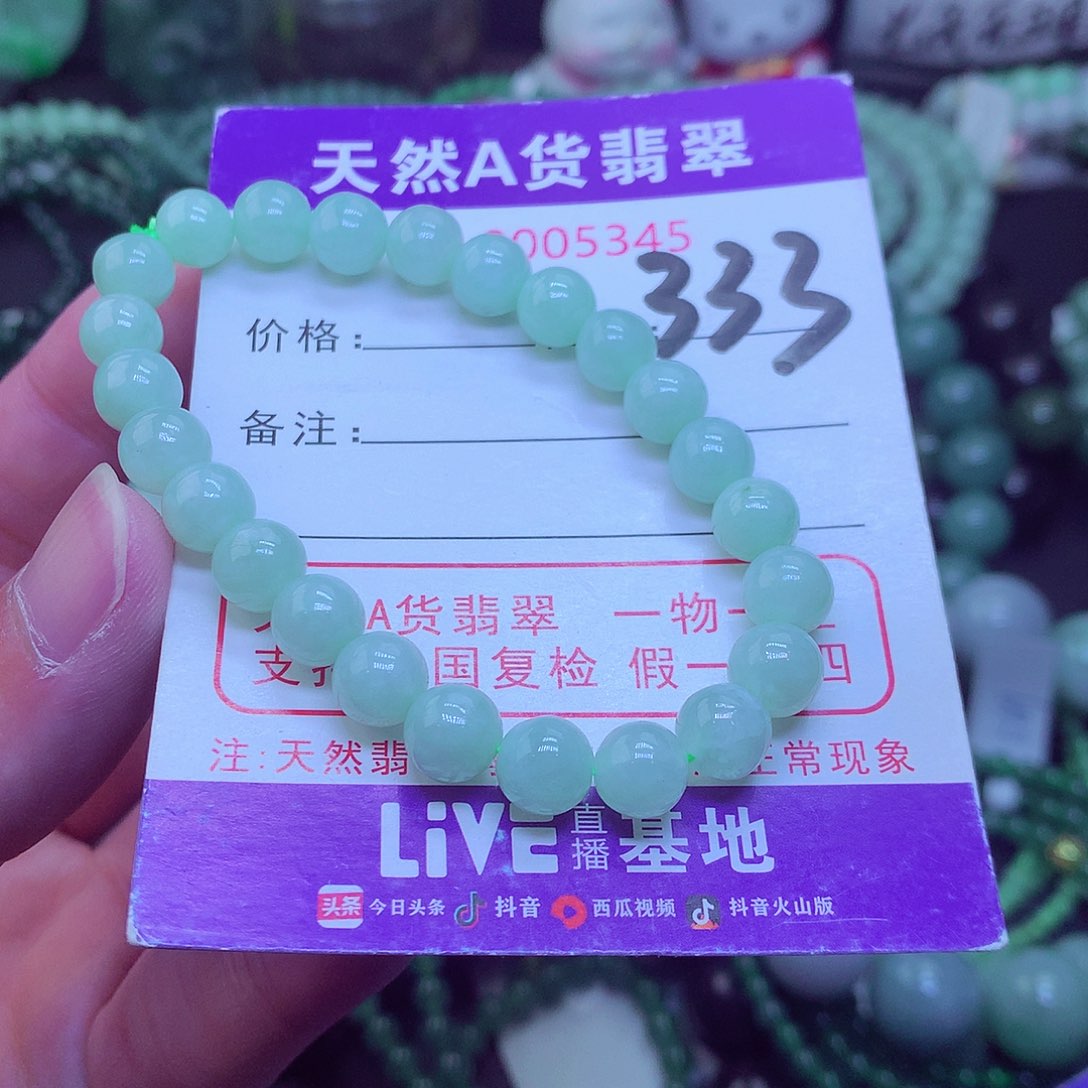 天然A货翡翠
005345
333
价格:
备注:
A货翡翠 一物一
支 国复检 假一 四
注:天然翡 常现象
LiVE直播基地
头条 今日头条 抖音 西瓜视频 抖音火山版